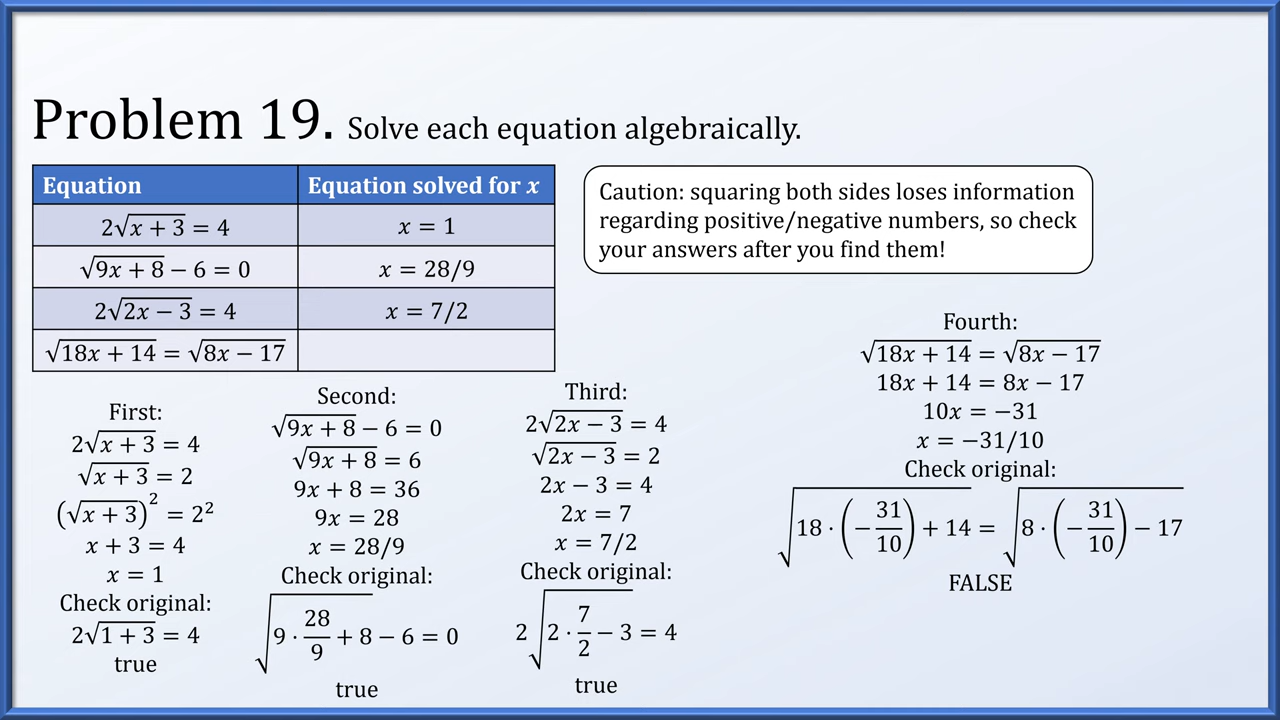 Problem 19. Solve each equation algebraically.
Equation	Equation solved for x
2√(x + 3) = 4	x = 1
√(9x + 8) − 6 = 0	x = 28/9
2√(2x − 3) = 4	x = 7/2
√(18x + 14) = √(8x − 17)
Caution: squaring both sides loses information
regarding positive/negative numbers, so check
your answers after you find them!
First:
2√(x + 3) = 4
√(x + 3) = 2
(√(x + 3))² = 2²
x + 3 = 4
x = 1
Check original:
2√(1 + 3) = 4
true
Second:
√(9x + 8) − 6 = 0
√(9x + 8) = 6
9x + 8 = 36
9x = 28
x = 28/9
Check original:
√(9 · 28/9 + 8) − 6 = 0
true
Third:
2√(2x − 3) = 4
√(2x − 3) = 2
2x − 3 = 4
2x = 7
x = 7/2
Check original:
2√(2 · 7/2 − 3) = 4
true
Fourth:
√(18x + 14) = √(8x − 17)
18x + 14 = 8x − 17
10x = −31
x = −31/10
Check original:
√(18 · (−31/10) + 14) = √(8 · (−31/10) − 17)
FALSE